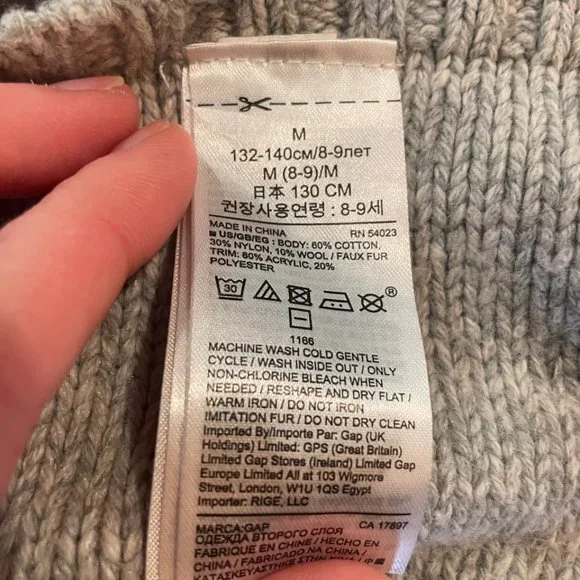 M
132-140см/8-9лет
M (8-9)/M
日本 130 CM
권장사용연령 : 8-9세
MADE IN CHINA RN 54023
US/GB/EG : BODY: 60% COTTON,
30% NYLON, 10% WOOL / FAUX FUR
TRIM: 80% ACRYLIC, 20%
POLYESTER
30
®
1166
MACHINE WASH COLD GENTLE
CYCLE / WASH INSIDE OUT / ONLY
NON-CHLORINE BLEACH WHEN
NEEDED / RESHAPE AND DRY FLAT /
WARM IRON / DO NOT IRON
IMITATION FUR / DO NOT DRY CLEAN
Imported By/Importe Par: Gap (UK
Holdings) Limited: GPS (Great Britain)
Limited Gap Stores (Ireland) Limited Gap
Europe Limited All at 103 Wigmore
Street, London, W1U 1QS Egypt
Importer: RIGE, LLC
MARCA:GAP CA 17897
ОДЕЖДА ВТОРОГО СЛОЯ
FABRIQUE EN CHINE / HECHO EN
CHINA / FABRICADO NA CHINA /